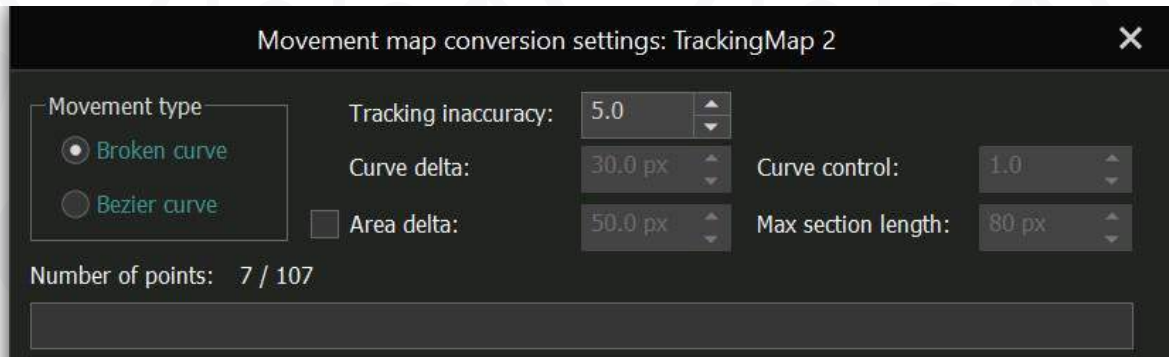 Movement map conversion settings: TrackingMap 2
Movement type
Broken curve
Bezier curve
Tracking inaccuracy: 5.0
Curve delta: 30.0 px Curve control: 1.0
Area delta: 50.0 px Max section length: 80 px
Number of points: 7 / 107